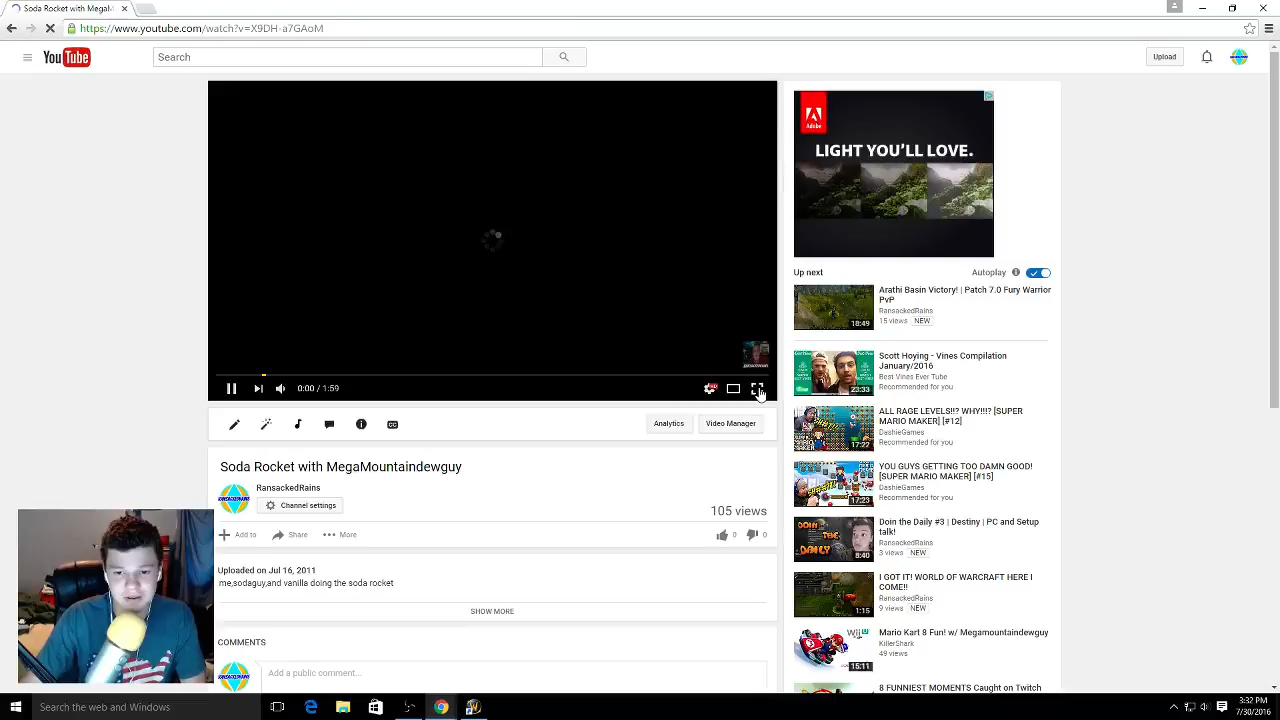 Soda Rocket with MegaM
https://www.youtube.com/watch?v=X9DH-a7GAoM
YouTube
Search
Upload
Adobe
LIGHT YOU'LL LOVE.
0:00 / 1:59
HD
Up next
Autoplay
Arathi Basin Victory! | Patch 7.0 Fury Warrior
PvP
RansackedRains
15 views NEW
18:49
Scott Hoying - Vines Compilation
January/2016
Best Vines Ever Tube
Recommended for you
23:33
ALL RAGE LEVELS!!? WHY!!!? [SUPER
MARIO MAKER] [#12]
DashieGames
Recommended for you
17:22
YOU GUYS GETTING TOO DAMN GOOD!
[SUPER MARIO MAKER] [#15]
DashieGames
Recommended for you
17:23
Doin the Daily #3 | Destiny | PC and Setup
talk!
RansackedRains
3 views NEW
DOIN
THE
DAILY
8:40
I GOT IT! WORLD OF WARCRAFT HERE I
COME!!
RansackedRains
9 views NEW
1:15
Mario Kart 8 Fun! w/ Megamountaindewguy
KillerShark
49 views
Wii U
15:11
8 FUNNIEST MOMENTS Caught on Twitch
CC
Analytics
Video Manager
Soda Rocket with MegaMountaindewguy
RansackedRains
Channel settings
105 views
Add to
Share
More
0
0
Uploaded on Jul 16, 2011
me,sodaguy,and vanilla doing the soda rocket
SHOW MORE
COMMENTS
Add a public comment...
Search the web and Windows
3:32 PM
7/30/2016